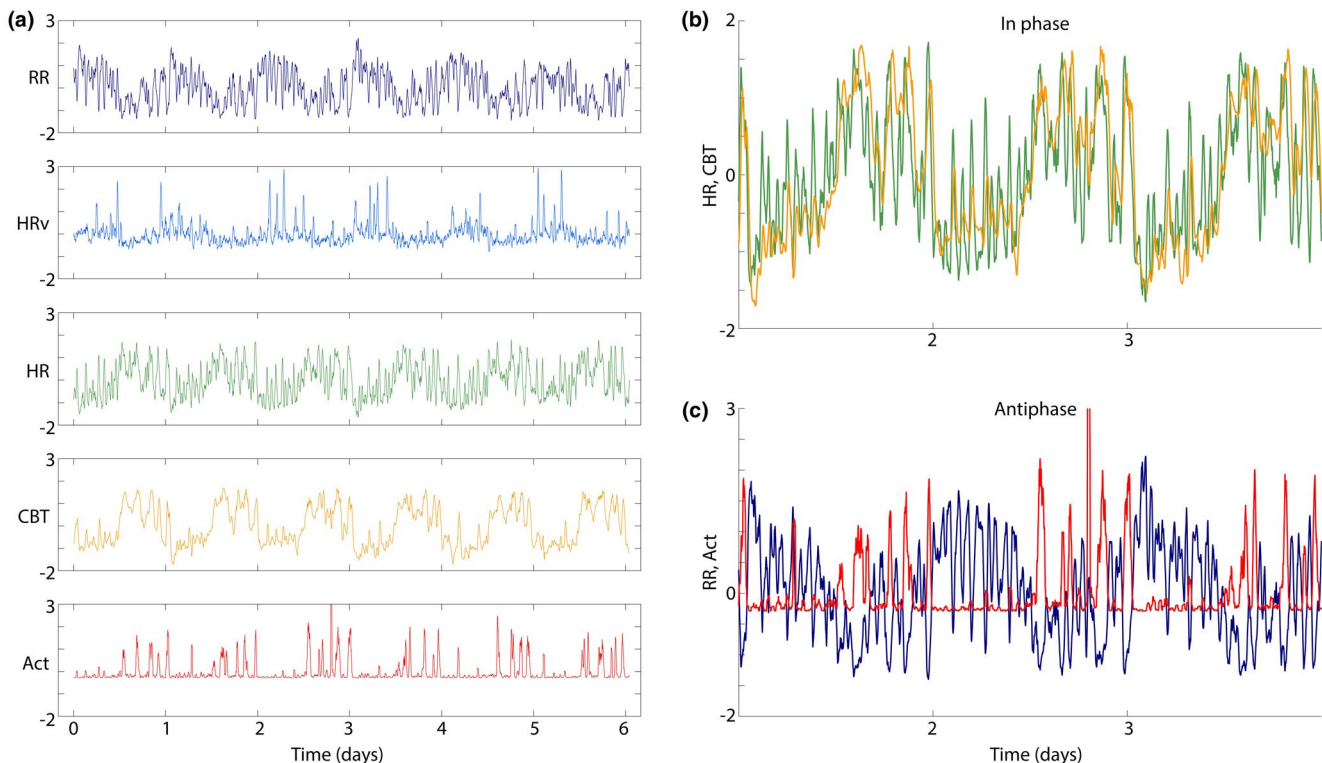 (a)
3
RR
-2
3
HRv
-2
3
HR
-2
3
CBT
-2
3
Act
-2
0 1 2 3 4 5 6
Time (days)
(b)
In phase
2
HR, CBT
0
-2
2 3
(c)
Antiphase
3
RR, Act
0
-2
2 3
Time (days)